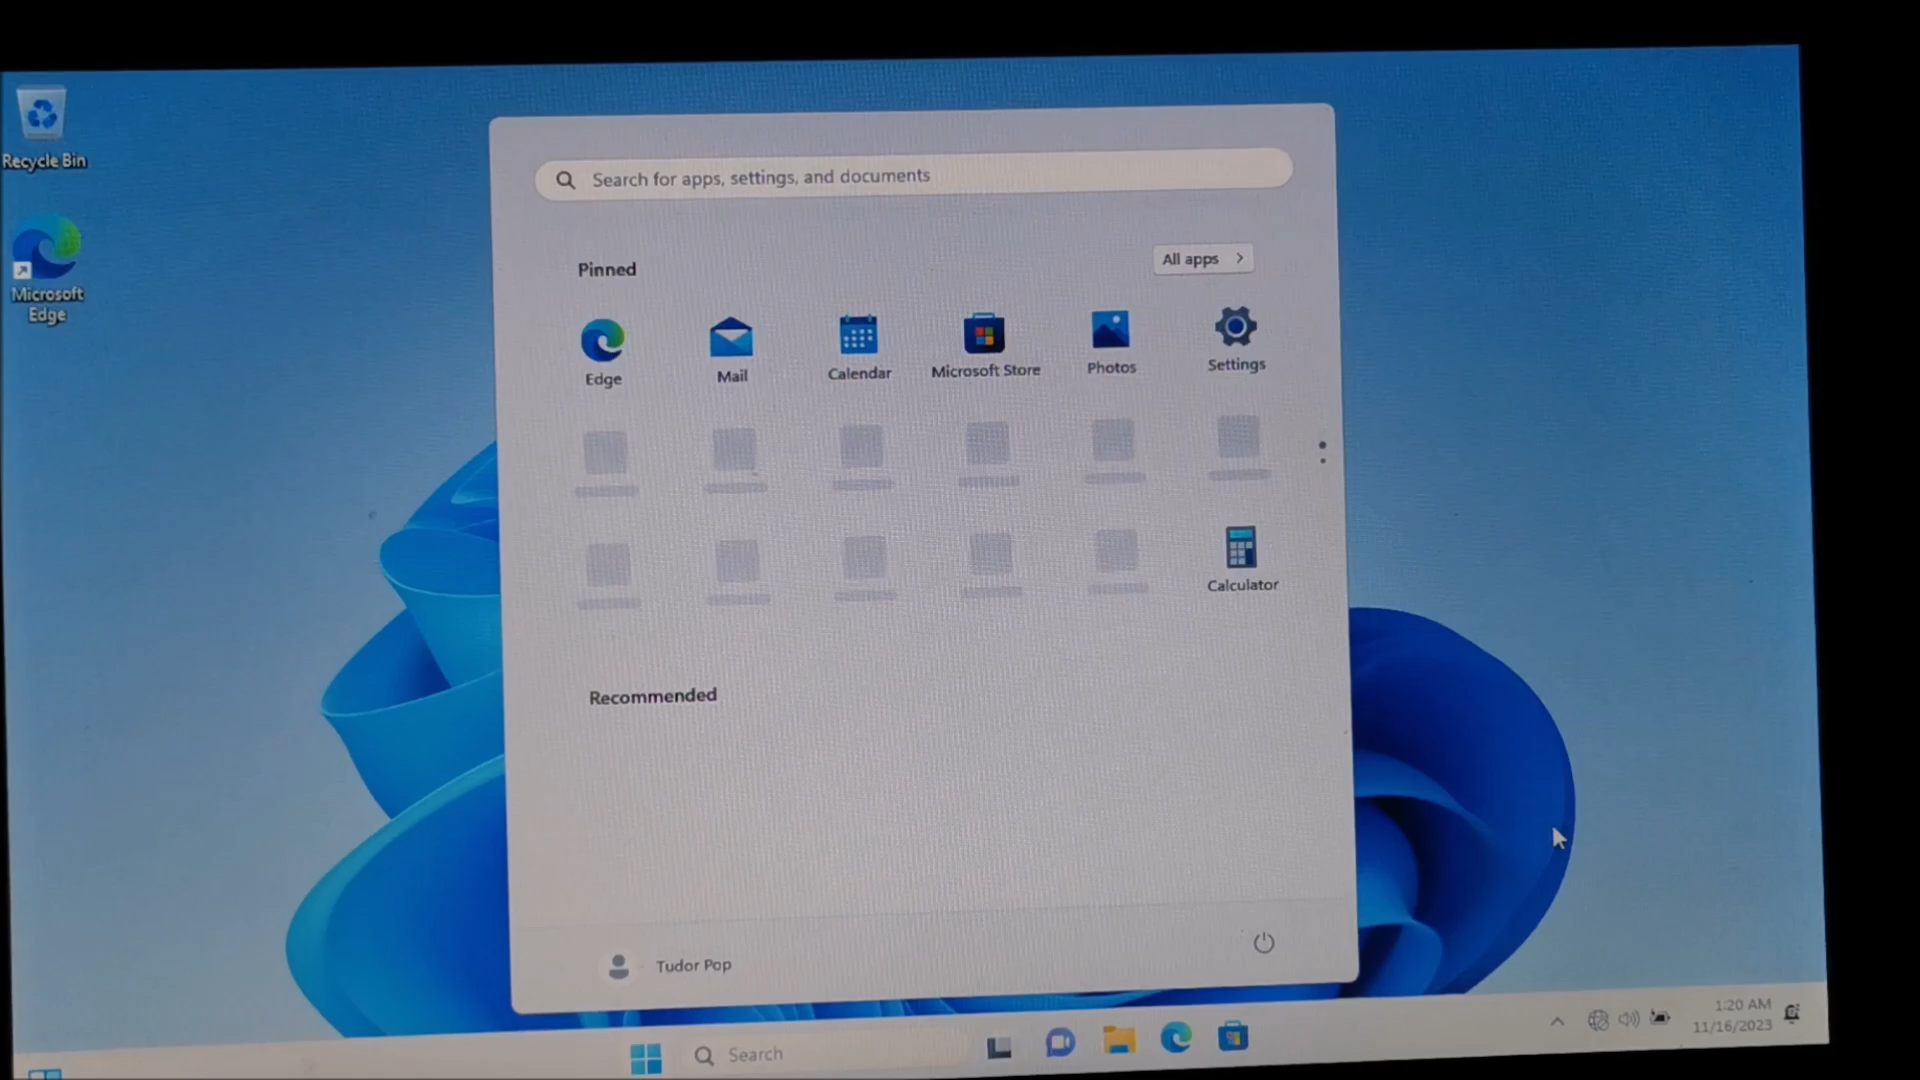 Recycle Bin
Microsoft
Edge
Search for apps, settings, and documents
Pinned
All apps
Edge
Mail
Calendar
Microsoft Store
Photos
Settings
Calculator
Recommended
Tudor Pop
Search
1:20 AM
11/16/2023